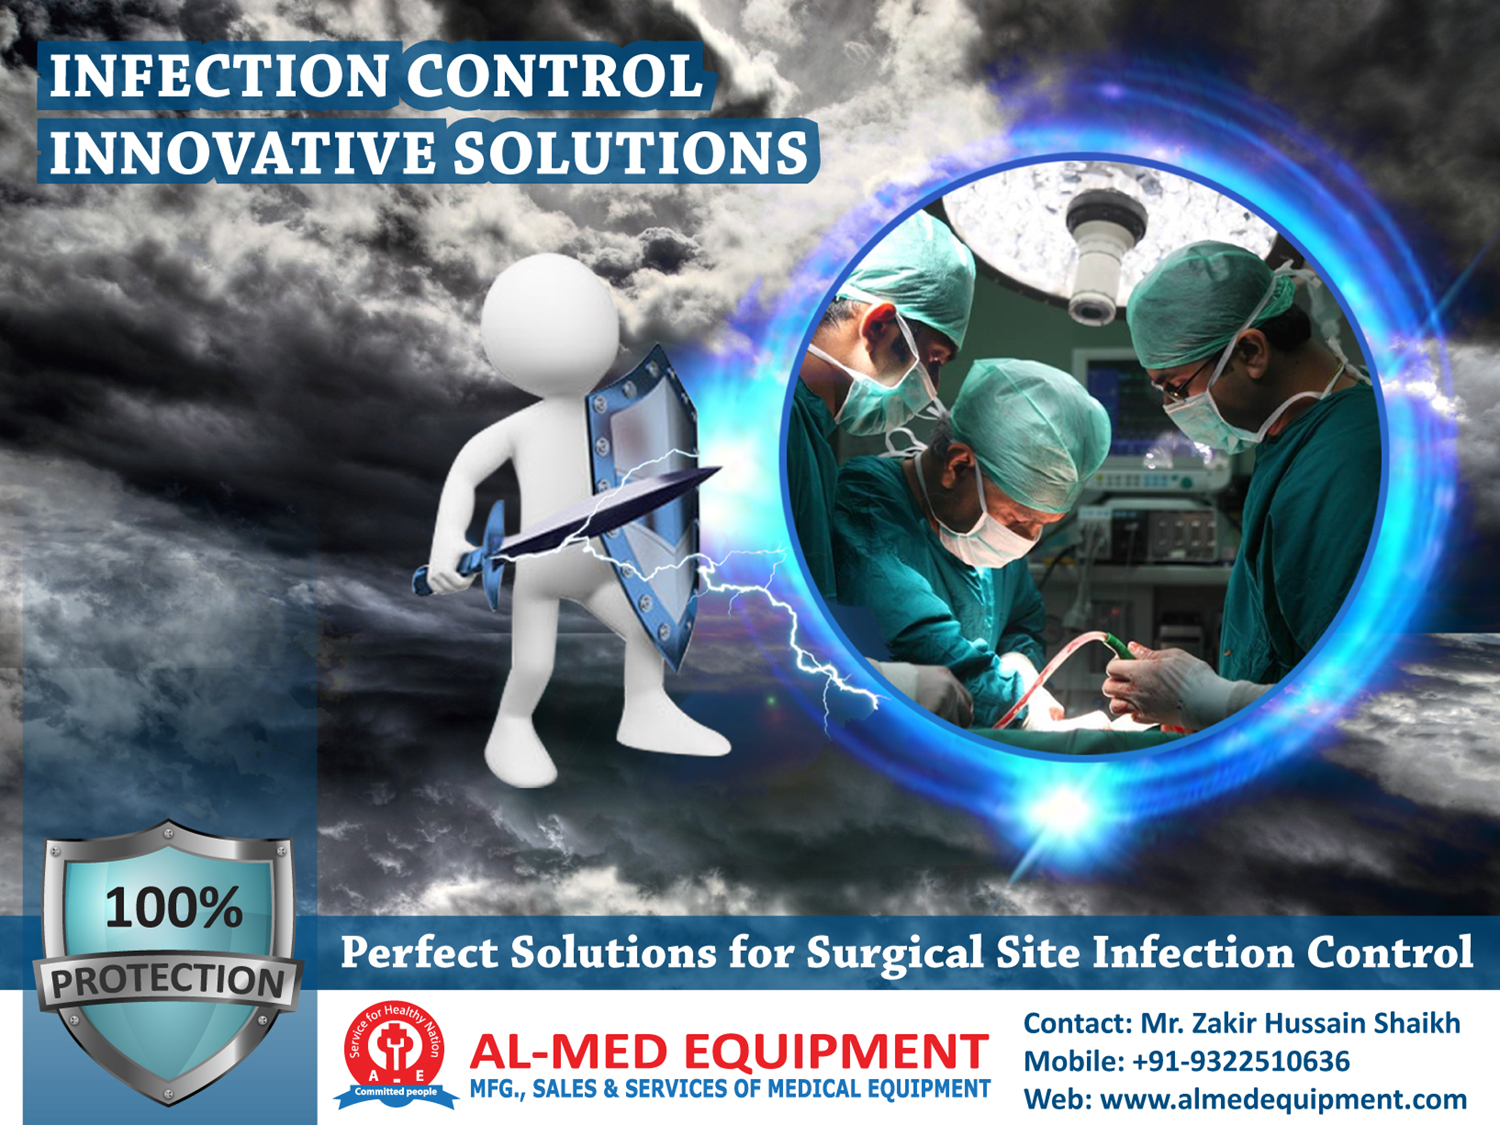 INFECTION CONTROL
INNOVATIVE SOLUTIONS
100%
PROTECTION
Perfect Solutions for Surgical Site Infection Control
Service for Healthy Nation
A - E
Committed people
AL-MED EQUIPMENT
MFG., SALES & SERVICES OF MEDICAL EQUIPMENT
Contact: Mr. Zakir Hussain Shaikh
Mobile: +91-9322510636
Web: www.almedequipment.com